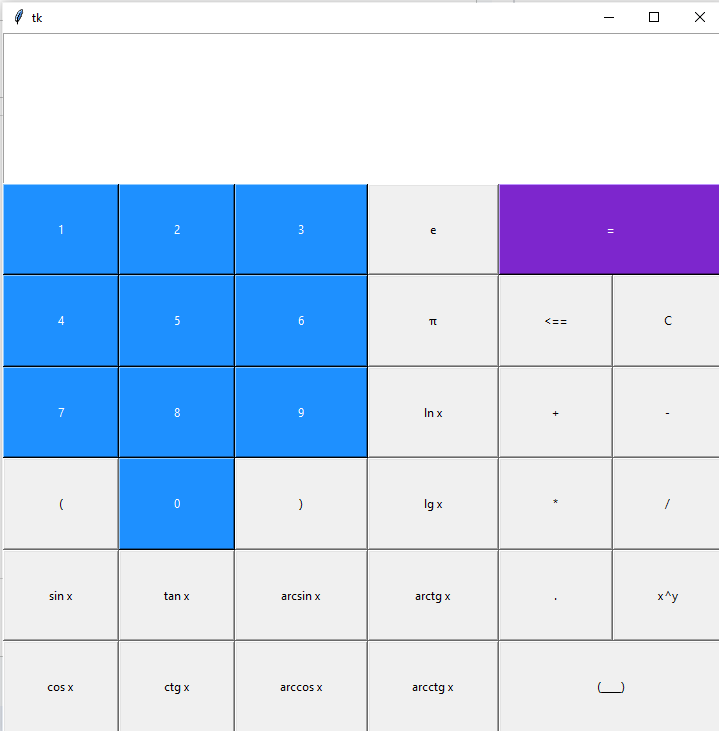 tk
1 2 3 e =
4 5 6 π <== C
7 8 9 ln x + -
( 0 ) lg x * /
sin x tan x arcsin x arctg x . x^y
cos x ctg x arccos x arcctg x (___)